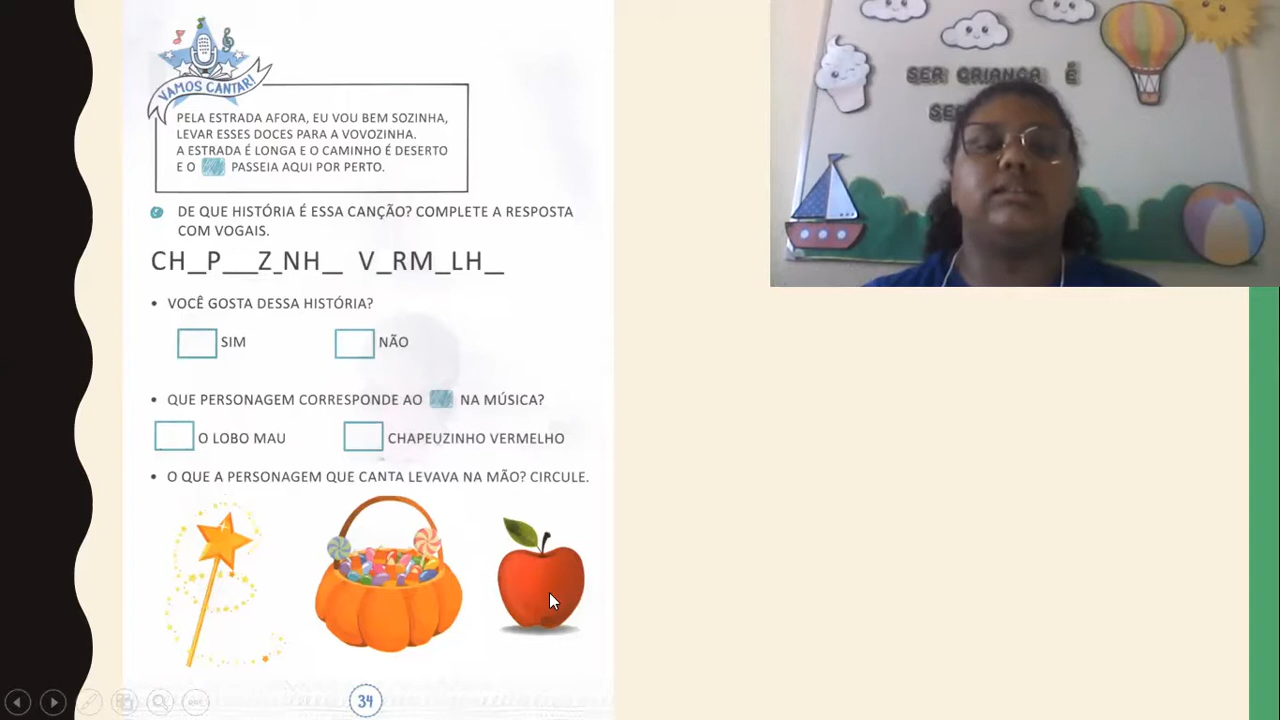 VAMOS CANTAR!
PELA ESTRADA AFORA, EU VOU BEM SOZINHA,
LEVAR ESSES DOCES PARA A VOVOZINHA.
A ESTRADA É LONGA E O CAMINHO É DESERTO
E O PASSEIA AQUI POR PERTO.
DE QUE HISTÓRIA É ESSA CANÇÃO? COMPLETE A RESPOSTA
COM VOGAIS.
CH_P__Z_NH_ V_RM_LH_
• VOCÊ GOSTA DESSA HISTÓRIA?
SIM NÃO
• QUE PERSONAGEM CORRESPONDE AO NA MÚSICA?
O LOBO MAU CHAPEUZINHO VERMELHO
• O QUE A PERSONAGEM QUE CANTA LEVAVA NA MÃO? CIRCULE.
34
SER CRIANÇA É